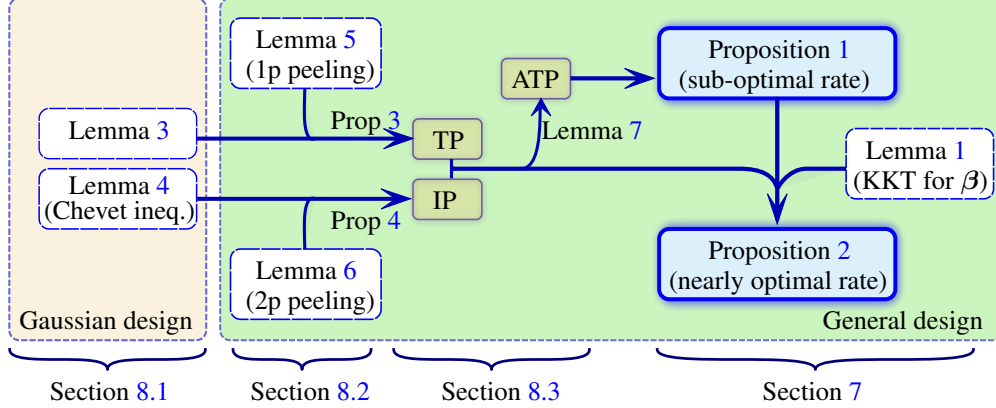 Lemma 5
(1p peeling)
Proposition 1
(sub-optimal rate)
ATP
Lemma 3
Prop 3
TP
Lemma 7
Lemma 1
(KKT for β)
Lemma 4
(Chevet ineq.)
IP
Prop 4
Lemma 6
(2p peeling)
Proposition 2
(nearly optimal rate)
Gaussian design
General design
Section 8.1
Section 8.2
Section 8.3
Section 7